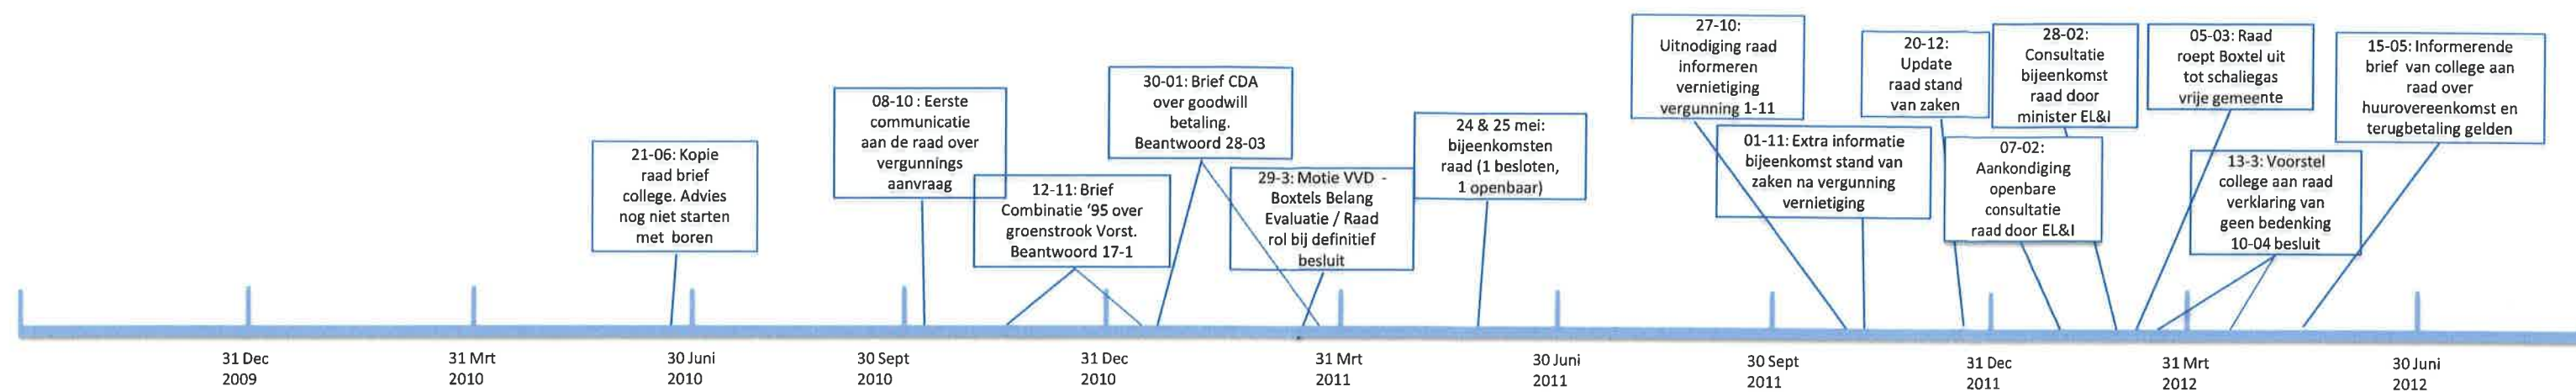 21-06: Kopie
raad brief
college. Advies
nog niet starten
met boren
08-10 : Eerste
communicatie
aan de raad over
vergunnings
aanvraag
12-11: Brief
Combinatie ‘95 over
groenstrook Vorst.
Beantwoord 17-1
30-01: Brief CDA
over goodwill
betaling.
Beantwoord 28-03
29-3: Motie VVD -
Boxtels Belang
Evaluatie / Raad
rol bij definitief
besluit
24 & 25 mei:
bijeenkomsten
raad (1 besloten,
1 openbaar)
27-10:
Uitnodiging raad
informeren
vernietiging
vergunning 1-11
01-11: Extra informatie
bijeenkomst stand van
zaken na vergunning
vernietiging
20-12:
Update
raad stand
van zaken
07-02:
Aankondiging
openbare
consultatie
raad door EL&I
28-02:
Consultatie
bijeenkomst
raad door
minister EL&I
05-03: Raad
roept Boxtel uit
tot schaliegas
vrije gemeente
13-3: Voorstel
college aan raad
verklaring van
geen bedenking
10-04 besluit
15-05: Informerende
brief van college aan
raad over
huurovereenkomst en
terugbetaling gelden
31 Dec
2009
31 Mrt
2010
30 Juni
2010
30 Sept
2010
31 Dec
2010
31 Mrt
2011
30 Juni
2011
30 Sept
2011
31 Dec
2011
31 Mrt
2012
30 Juni
2012